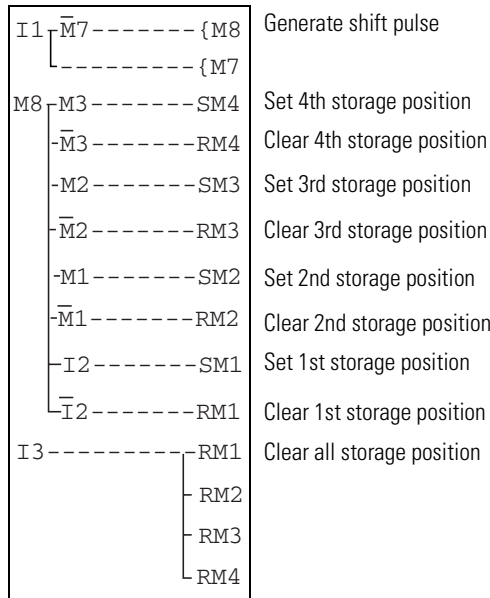 I1 M̅7-------{M8 Generate shift pulse
---------{M7
M8 M3-------SM4 Set 4th storage position
-M̅3-------RM4 Clear 4th storage position
-M2-------SM3 Set 3rd storage position
-M̅2-------RM3 Clear 3rd storage position
-M1-------SM2 Set 2nd storage position
-M̅1-------RM2 Clear 2nd storage position
-I2-------SM1 Set 1st storage position
I̅2-------RM1 Clear 1st storage position
I3----------RM1 Clear all storage position
RM2
RM3
RM4